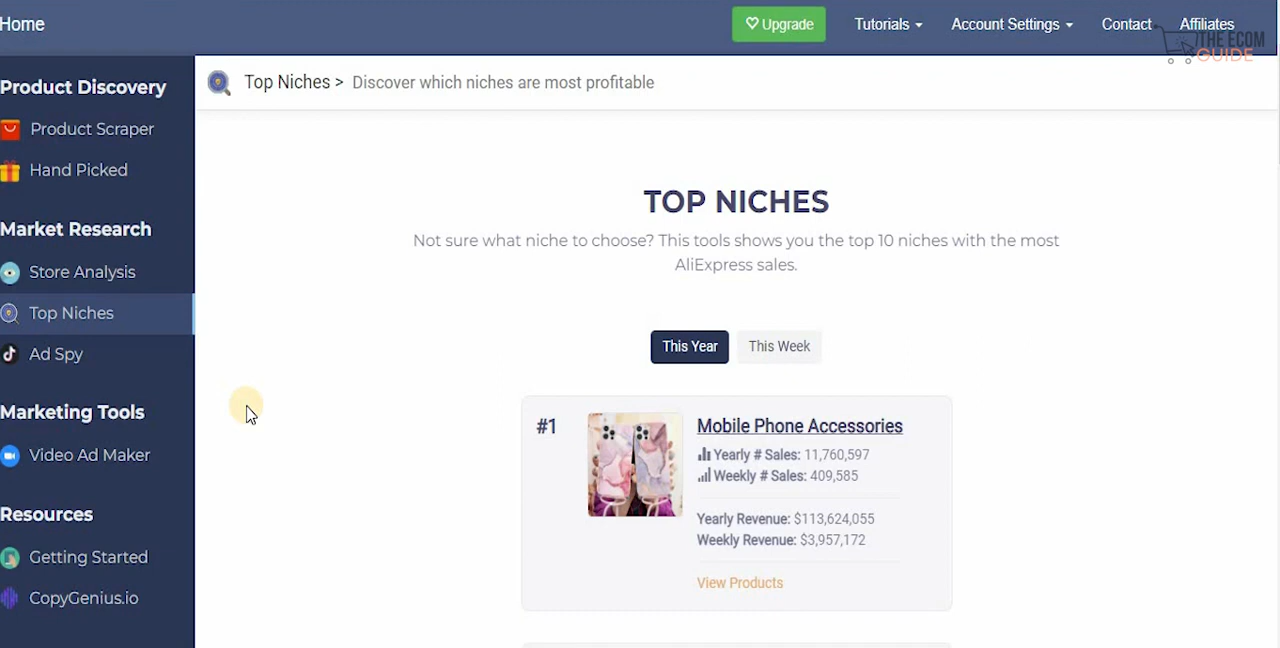 Home
Upgrade
Tutorials
Account Settings
Contact
Affiliates
THE ECOM
GUIDE
Product Discovery
Product Scraper
Hand Picked
Market Research
Store Analysis
Top Niches
Ad Spy
Marketing Tools
Video Ad Maker
Resources
Getting Started
CopyGenius.io
Top Niches > Discover which niches are most profitable
TOP NICHES
Not sure what niche to choose? This tools shows you the top 10 niches with the most
AliExpress sales.
This Year
This Week
#1
Mobile Phone Accessories
Yearly # Sales: 11,760,597
Weekly # Sales: 409,585
Yearly Revenue: $113,624,055
Weekly Revenue: $3,957,172
View Products